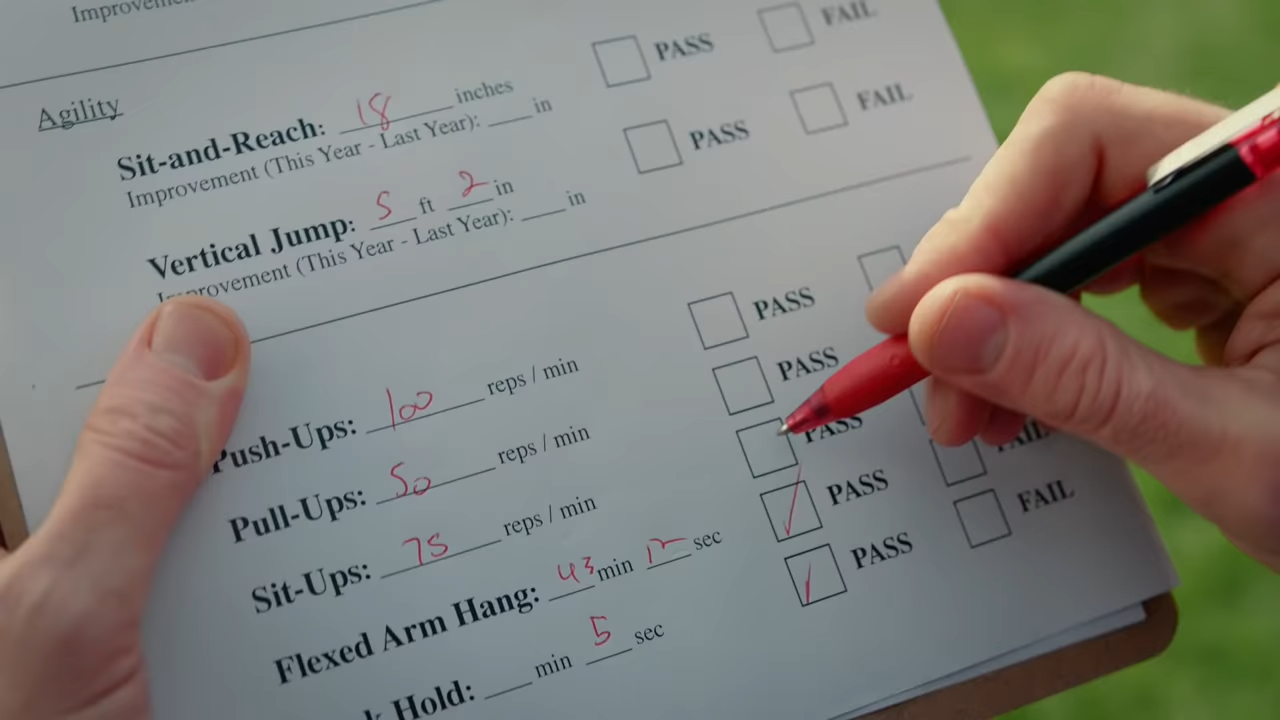 Agility
Sit-and-Reach: 18 inches PASS FAIL
Improvement (This Year - Last Year): ___ in
Vertical Jump: 5 ft 2 in PASS FAIL
Improvement (This Year - Last Year): ___ in
Push-Ups: 100 reps / min PASS
Pull-Ups: 50 reps / min PASS
Sit-Ups: 75 reps / min PASS
Flexed Arm Hang: 43 min 12 sec PASS FAIL
Hold: ___ min 5 sec PASS FAIL